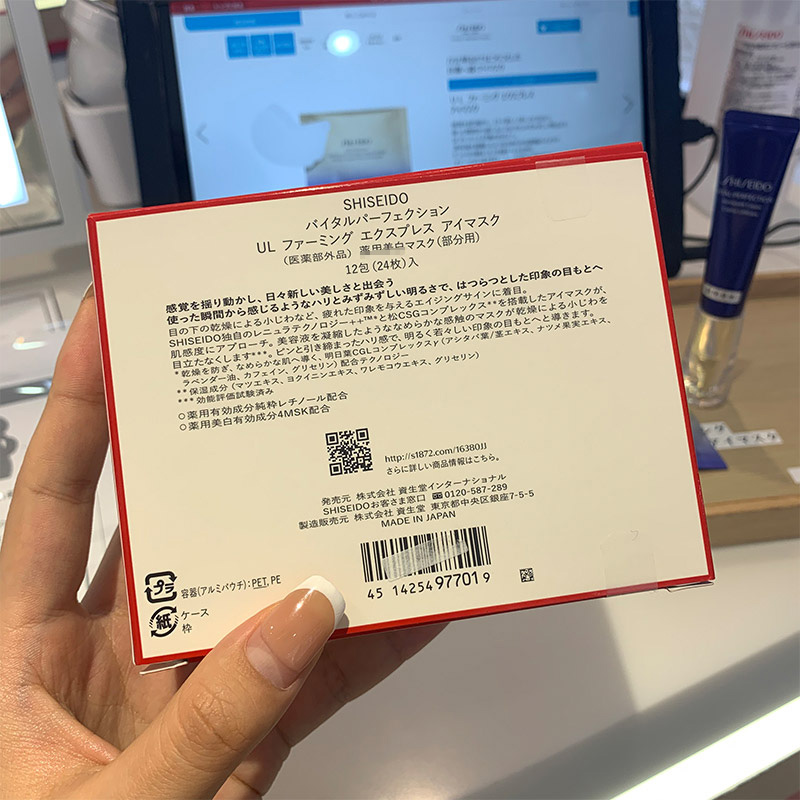 SHISEIDO
バイタルパーフェクション
UL ファーミング エクスプレス アイマスク
(医薬部外品) 薬用美白マスク(部分用)
12包(24枚)入
感覚を揺り動かし、日々新しい美しさと出会う
使った瞬間から感じるようなハリとみずみずしい明るさで、はつらつとした印象の目もとへ
目の下の乾燥による小じわなど、疲れた印象を与えるエイジングサインに着目。
SHISEIDO独自のレニュラテクノロジー++™*と松CSGコンプレックス**を搭載したアイマスクが、
肌感度にアプローチ。美容液を凝縮したようななめらかな感触のマスクが乾燥による小じわを
目立たなくします***。ピンと引き締まったハリ感で、明るく若々しい印象の目もとへと導きます。
*乾燥を防ぎ、なめらかな肌へ導く、明日葉CGLコンプレックスV(アシタバ葉/茎エキス、ナツメ果実エキス、
ラベンダー油、カフェイン、グリセリン)配合テクノロジー
**保湿成分(マツエキス、ヨクイニンエキス、ワレモコウエキス、グリセリン)
***効能評価試験済み
○薬用有効成分純粋レチノール配合
○薬用美白有効成分4MSK配合
http://s1872.com/16380JJ
さらに詳しい商品情報はこちら。
発売元 株式会社 資生堂インターナショナル
SHISEIDOお客さま窓口 0120-587-289
製造販売元 株式会社 資生堂 東京都中央区銀座7-5-5
MADE IN JAPAN
4514254977019
プラ 容器(アルミパウチ):PET, PE
紙 ケース
枠
SHISEIDO
SHISEIDO
アイマスク